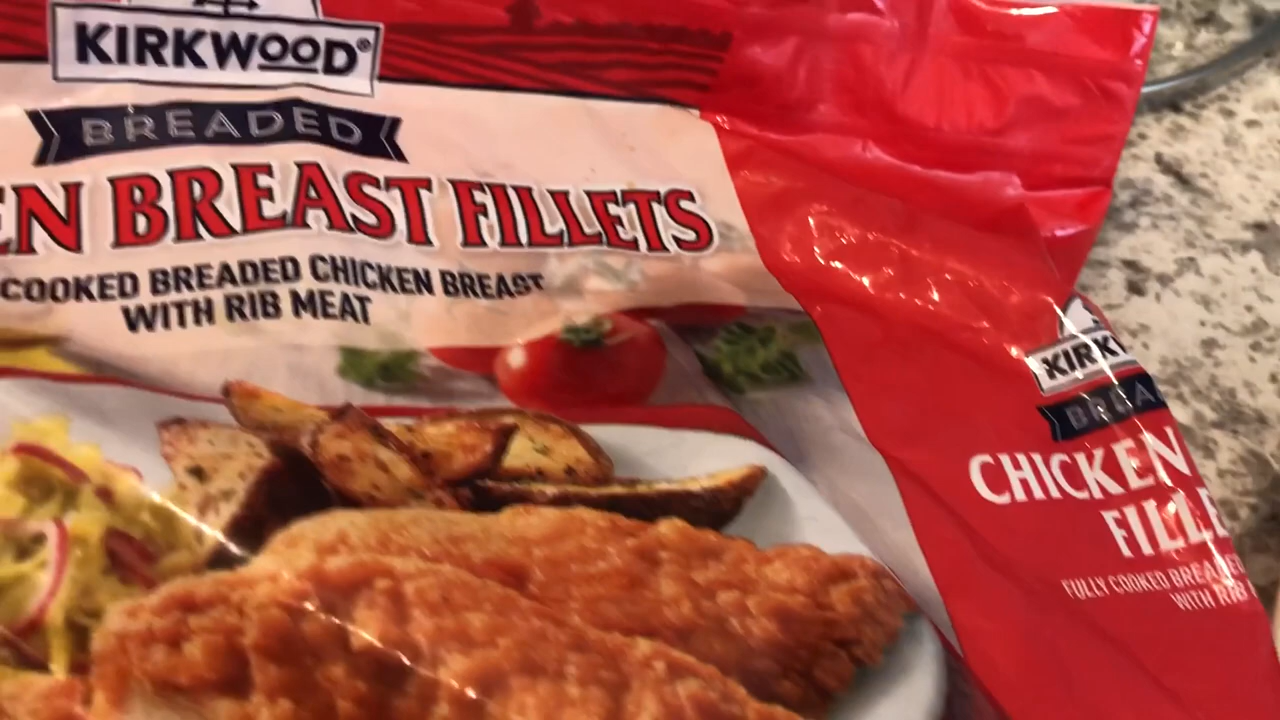 KIRKWOOD®
BREADED
EN BREAST FILLETS
COOKED BREADED CHICKEN BREAST
WITH RIB MEAT
KIRK
BREA
CHICKEN
FILLE
FULLY COOKED BREADE
WITH RIB